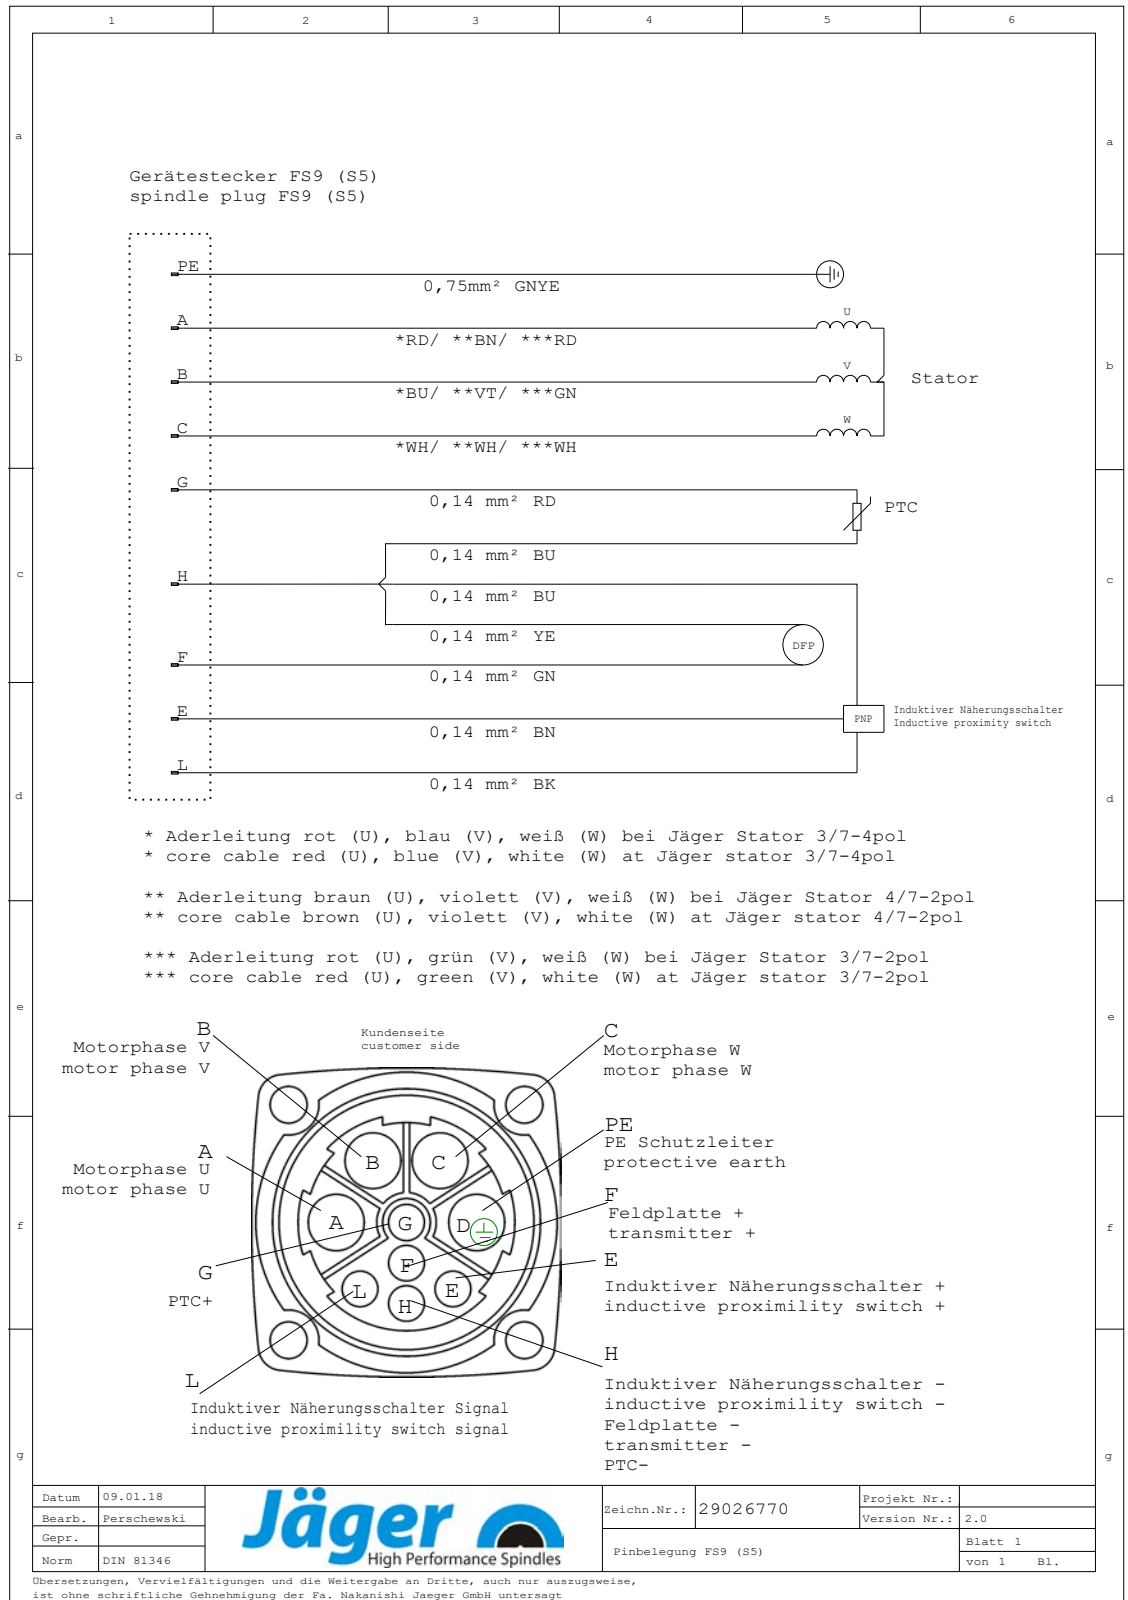 1 2 3 4 5 6
a a
Gerätestecker FS9 (S5)
spindle plug FS9 (S5)
PE
0,75mm² GNYE
A
U
*RD/ **BN/ ***RD
b b
B
V
Stator
*BU/ **VT/ ***GN
C
W
*WH/ **WH/ ***WH
G
0,14 mm² RD
PTC
0,14 mm² BU
c c
H
0,14 mm² BU
0,14 mm² YE
DFP
F
0,14 mm² GN
E
PNP
Induktiver Näherungsschalter
Inductive proximity switch
0,14 mm² BN
L
0,14 mm² BK
d d
* Aderleitung rot (U), blau (V), weiß (W) bei Jäger Stator 3/7-4pol
* core cable red (U), blue (V), white (W) at Jäger stator 3/7-4pol
** Aderleitung braun (U), violett (V), weiß (W) bei Jäger Stator 4/7-2pol
** core cable brown (U), violett (V), white (W) at Jäger stator 4/7-2pol
*** Aderleitung rot (U), grün (V), weiß (W) bei Jäger Stator 3/7-2pol
*** core cable red (U), green (V), white (W) at Jäger stator 3/7-2pol
e e
B
Motorphase V
motor phase V
Kundenseite
customer side
C
Motorphase W
motor phase W
A
Motorphase U
motor phase U
PE
PE Schutzleiter
protective earth
B C
A G D
F
L E
H
f f
F
Feldplatte +
transmitter +
G
PTC+
E
Induktiver Näherungsschalter +
inductive proximility switch +
L
Induktiver Näherungsschalter Signal
inductive proximility switch signal
H
Induktiver Näherungsschalter -
inductive proximility switch -
Feldplatte -
transmitter -
PTC-
g g
Datum 09.01.18
Bearb. Perschewski
Gepr.
Norm DIN 81346
Jäger
High Performance Spindles
Zeichn.Nr.: 29026770
Projekt Nr.:
Version Nr.: 2.0
Pinbelegung FS9 (S5)
Blatt 1
von 1 Bl.
Übersetzungen, Vervielfältigungen und die Weitergabe an Dritte, auch nur auszugsweise,
ist ohne schriftliche Gehnehmigung der Fa. Nakanishi Jaeger GmbH untersagt